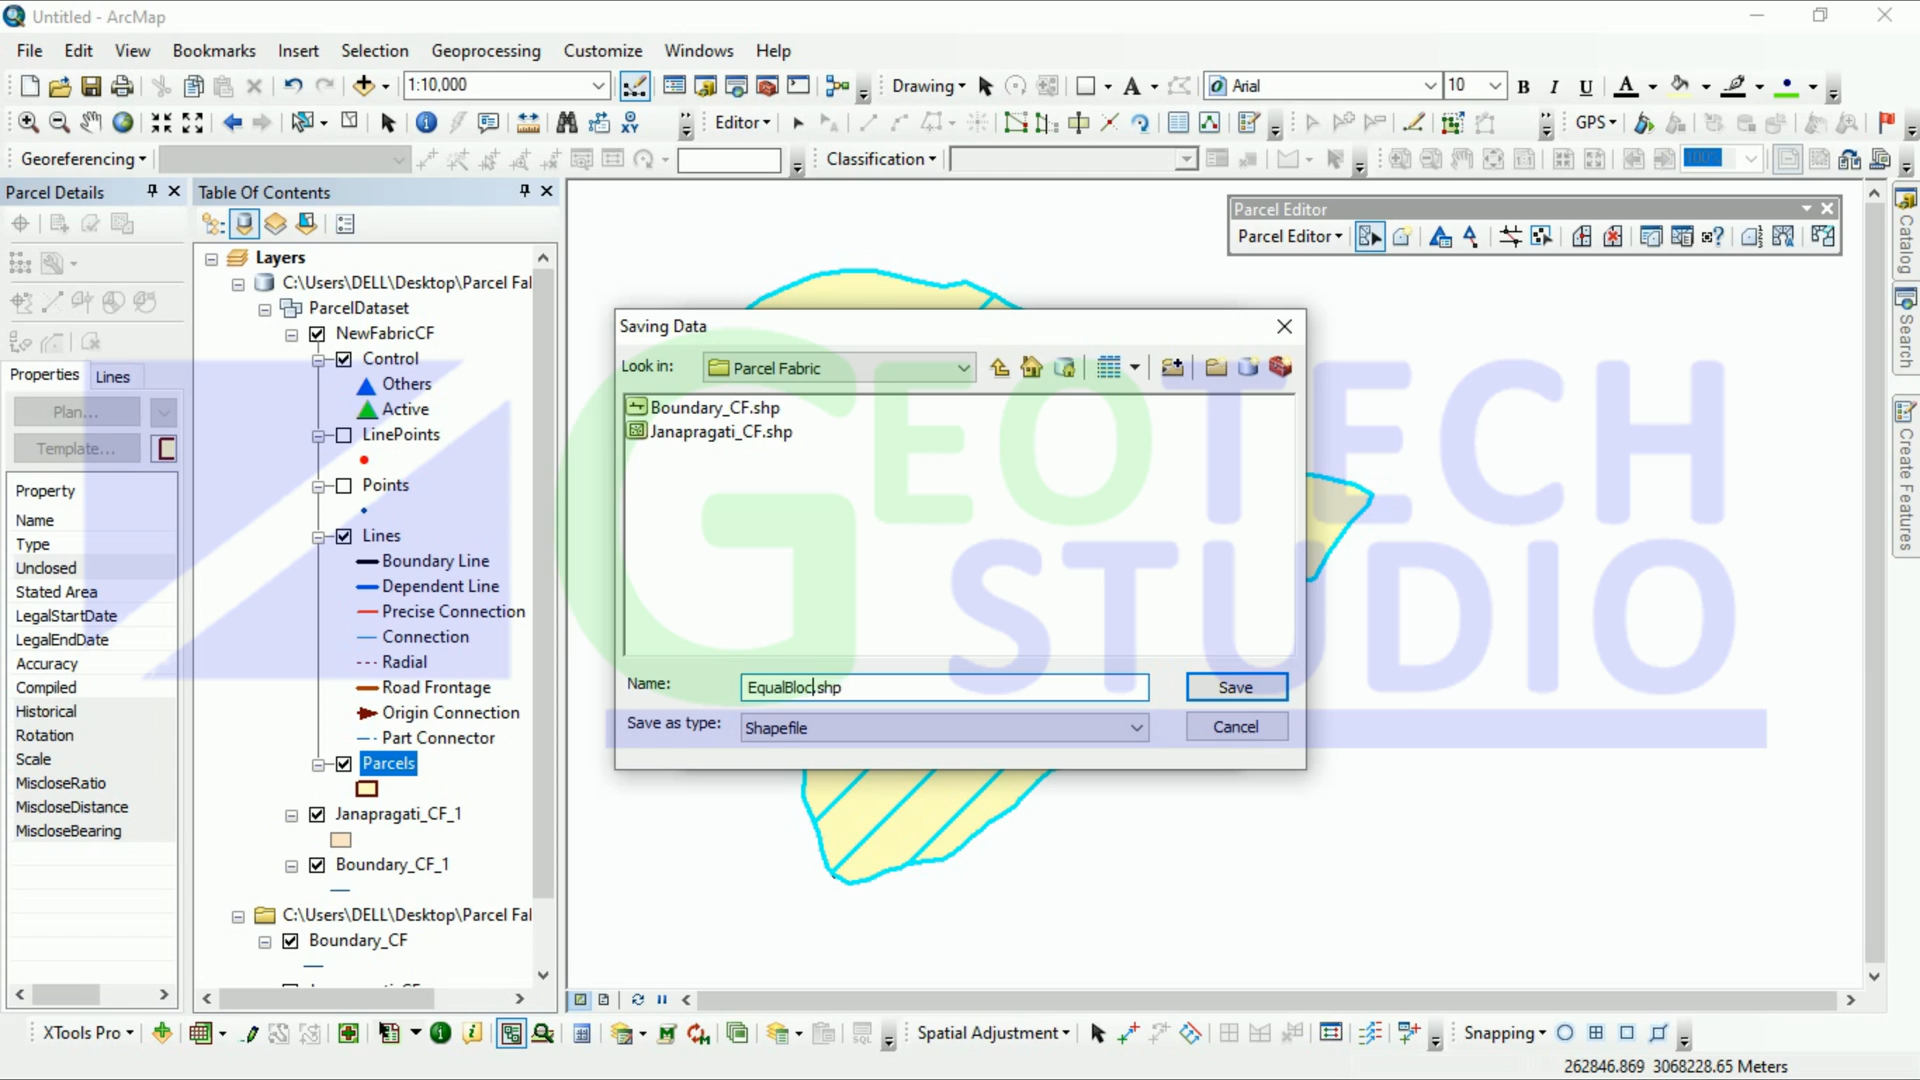 Untitled - ArcMap
File Edit View Bookmarks Insert Selection Geoprocessing Customize Windows Help
1:10,000 Drawing Arial 10 B I U A
Editor GPS
Georeferencing Classification 100%
Parcel Details
Table Of Contents
Parcel Editor
Parcel Editor
Catalog
Search
Create Features
Layers
C:\Users\DELL\Desktop\Parcel Fal
ParcelDataset
NewFabricCF
Control
Others
Active
LinePoints
Points
Lines
Boundary Line
Dependent Line
Precise Connection
Connection
Radial
Road Frontage
Origin Connection
Part Connector
Parcels
Janapragati_CF_1
Boundary_CF_1
C:\Users\DELL\Desktop\Parcel Fal
Boundary_CF
Properties Lines
Plan...
Template...
Property
Name
Type
Unclosed
Stated Area
LegalStartDate
LegalEndDate
Accuracy
Compiled
Historical
Rotation
Scale
MiscloseRatio
MiscloseDistance
MiscloseBearing
Saving Data
Look in: Parcel Fabric
Boundary_CF.shp
Janapragati_CF.shp
Name: EqualBloc.shp Save
Save as type: Shapefile Cancel
GEOTECH
STUDIO
XTools Pro SQL Spatial Adjustment Snapping
262846.869 3068228.65 Meters